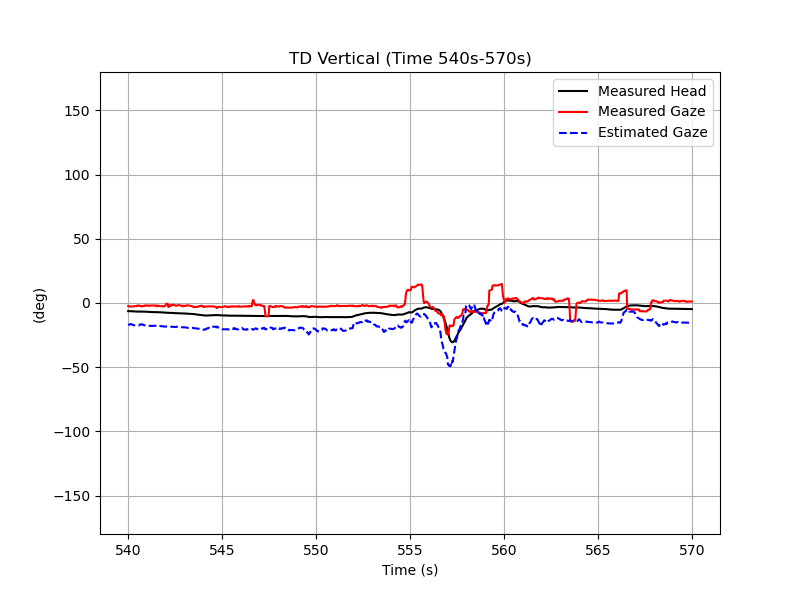 TD Vertical (Time 540s-570s)
Measured Head
Measured Gaze
Estimated Gaze
150
100
50
0
−50
−100
−150
(deg)
540 545 550 555 560 565 570
Time (s)